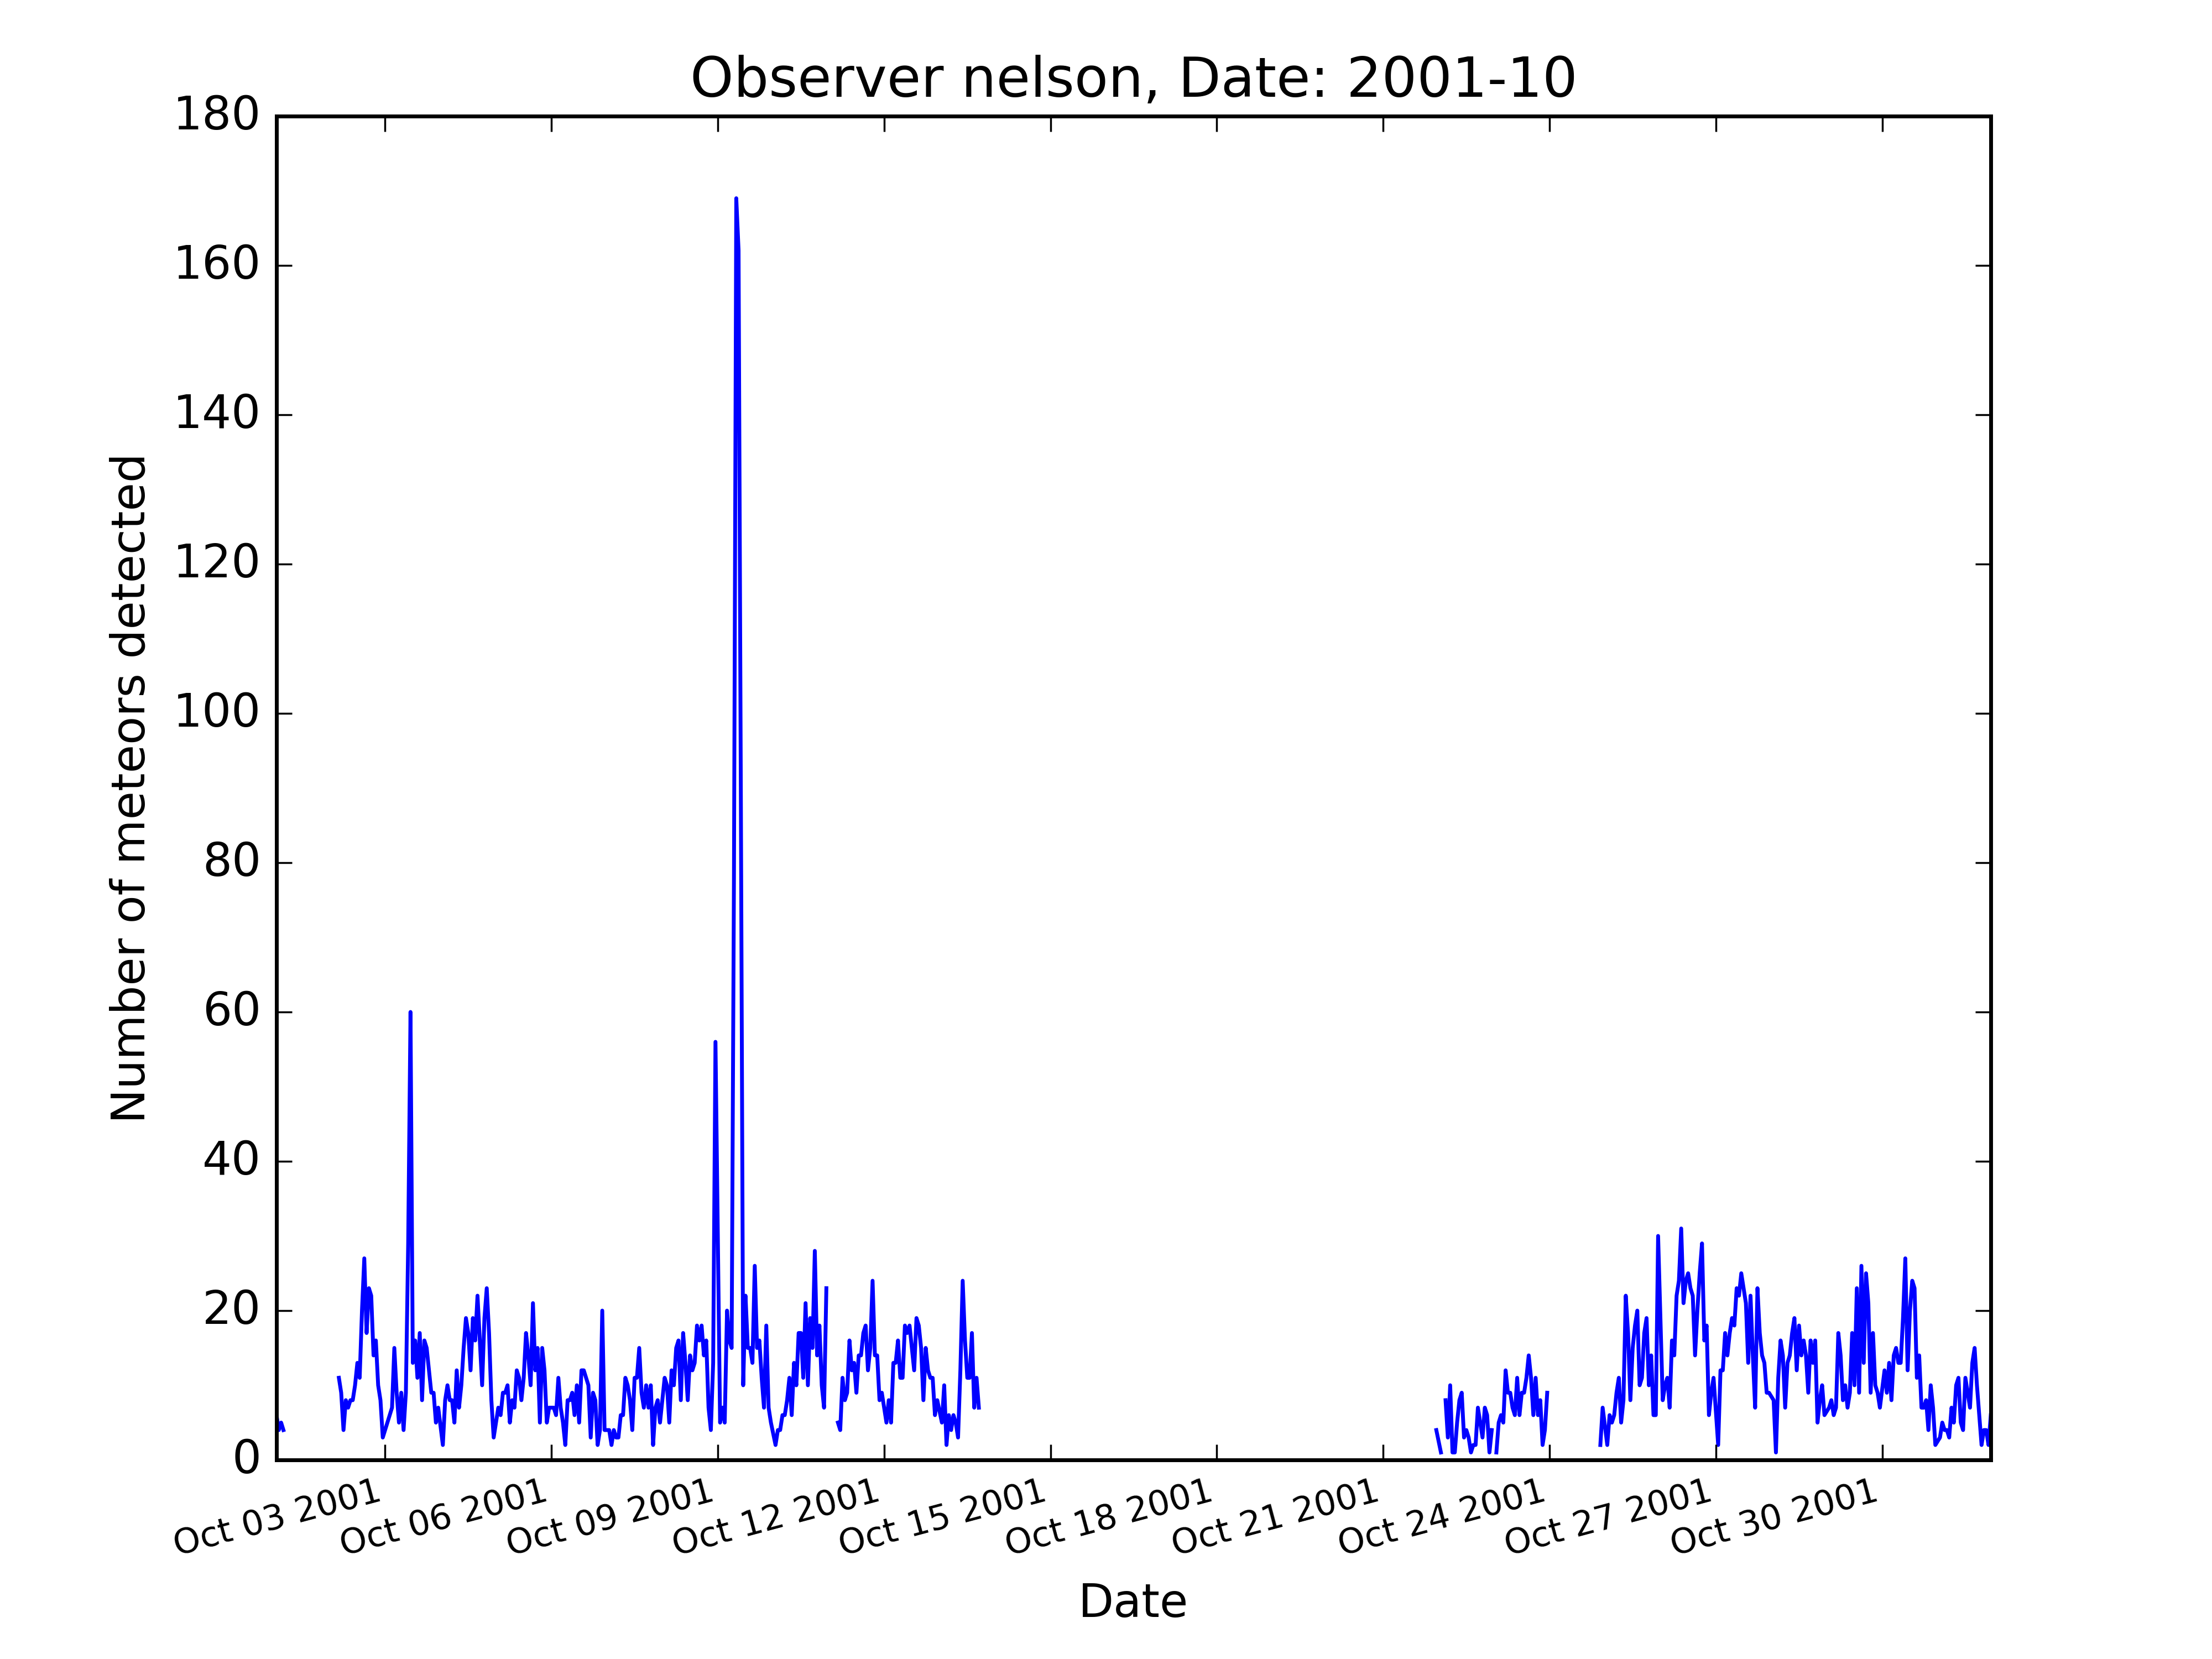 Observer nelson, Date: 2001-10
180
160
140
120
100
80
60
40
20
0
Number of meteors detected
Oct 03 2001
Oct 06 2001
Oct 09 2001
Oct 12 2001
Oct 15 2001
Oct 18 2001
Oct 21 2001
Oct 24 2001
Oct 27 2001
Oct 30 2001
Date